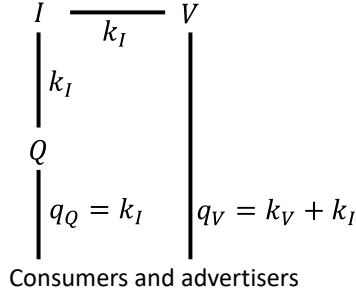 I V
k_I
k_I
Q
q_Q = k_I q_V = k_V + k_I
Consumers and advertisers